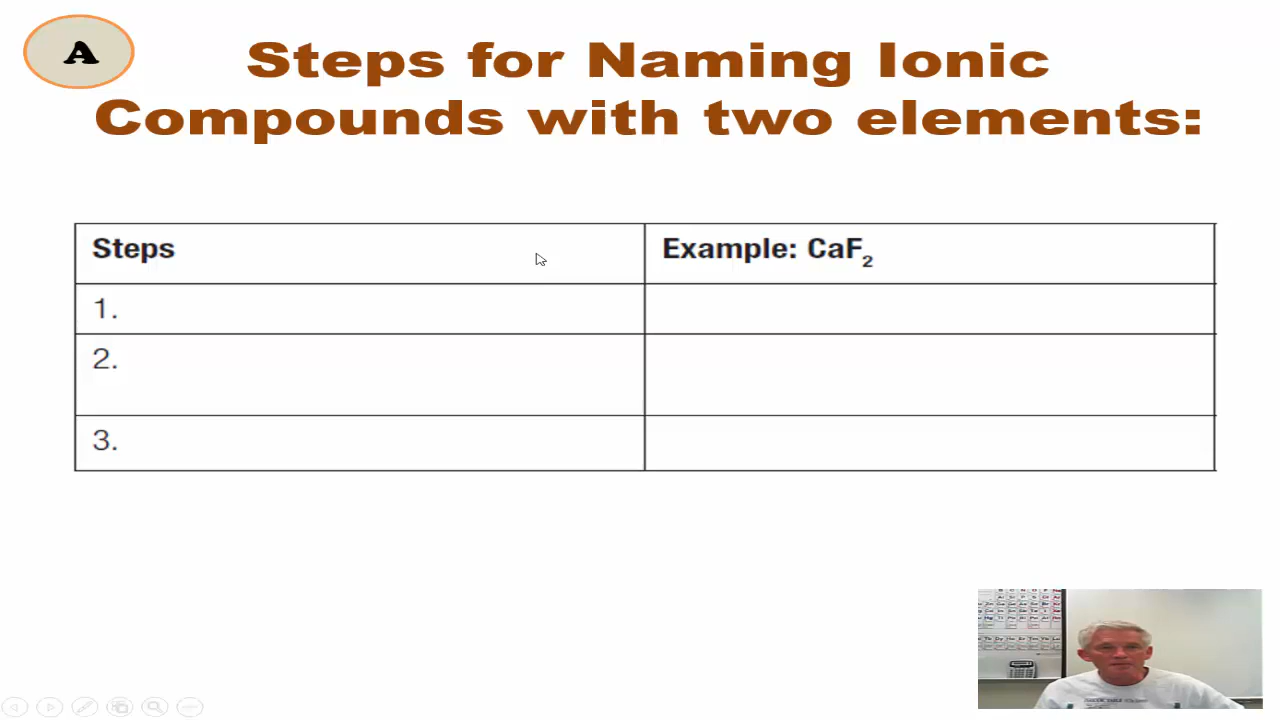 A
Steps for Naming Ionic
Compounds with two elements:
Steps
Example: CaF₂
1.
2.
3.